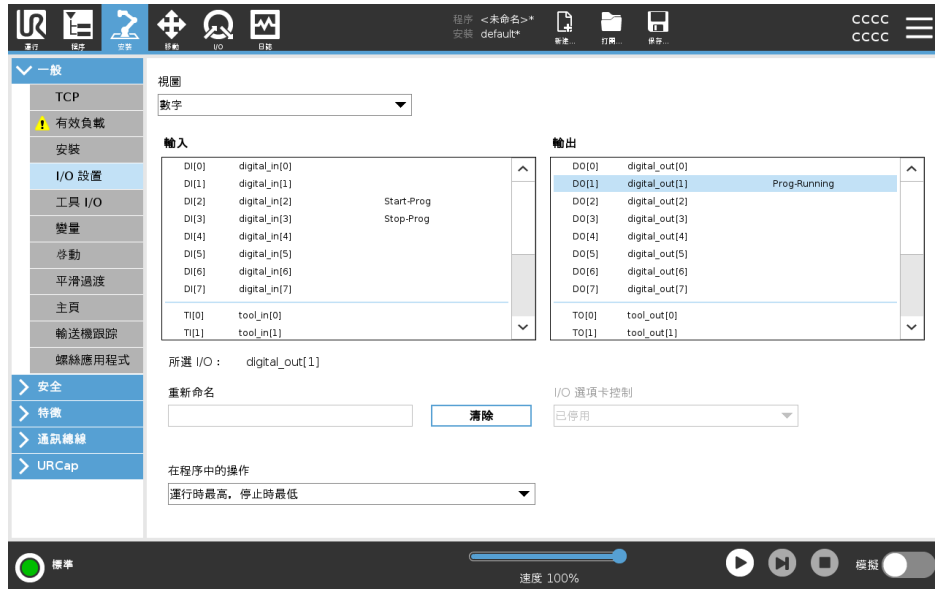 運行
程序
安裝
移動
I/O
日誌
程序 <未命名>*
安裝 default*
新建...
打開...
保存...
CCCC
CCCC
一般
TCP
有效負載
安裝
I/O 設置
工具 I/O
變量
啓動
平滑過渡
主頁
輸送機跟踪
螺絲應用程式
安全
特徵
通訊總線
URCap
視圖
數字
輸入
DI[0] digital_in[0]
DI[1] digital_in[1]
DI[2] digital_in[2] Start-Prog
DI[3] digital_in[3] Stop-Prog
DI[4] digital_in[4]
DI[5] digital_in[5]
DI[6] digital_in[6]
DI[7] digital_in[7]
TI[0] tool_in[0]
TI[1] tool_in[1]
輸出
DO[0] digital_out[0]
DO[1] digital_out[1] Prog-Running
DO[2] digital_out[2]
DO[3] digital_out[3]
DO[4] digital_out[4]
DO[5] digital_out[5]
DO[6] digital_out[6]
DO[7] digital_out[7]
TO[0] tool_out[0]
TO[1] tool_out[1]
所選 I/O： digital_out[1]
重新命名
清除
I/O 選項卡控制
已停用
在程序中的操作
運行時最高，停止時最低
標準
速度 100%
模擬